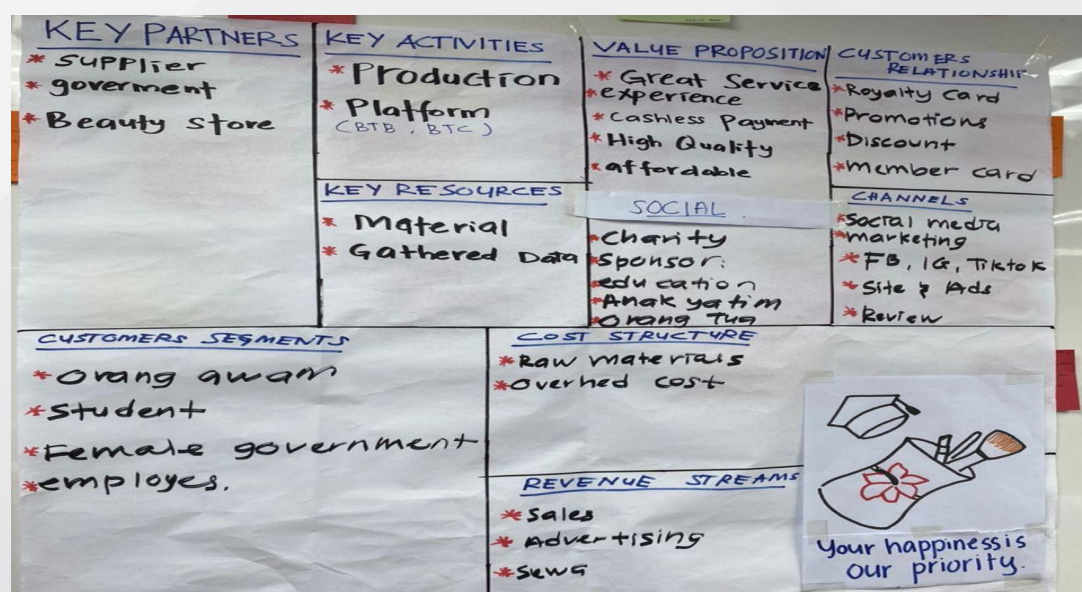 KEY PARTNERS
* Supplier
* goverment
* Beauty store
KEY ACTIVITIES
* Production
* Platform
(BTB, BTC)
KEY RESOURCES
* Material
* Gathered Data
VALUE PROPOSITION
* Great Service
* experience
* Cashless Payment
* High Quality
* affordable
SOCIAL
* Charity
* Sponsor:
* education
* Anak yatim
* Orang Tua
CUSTOMERS
RELATIONSHIP
* Royalty Card
* Promotions
* Discount
* Member card
CHANNELS
* Social media
* marketing
* FB, IG, Tiktok
* Site & Ads
* Review
CUSTOMERS SEGMENTS
* Orang awam
* Student
* Female government
* employes.
COST STRUCTURE
* Raw materials
* Overhed cost
REVENUE STREAMS
* Sales
* Advertising
* Sewa
Your happiness is
our priority.